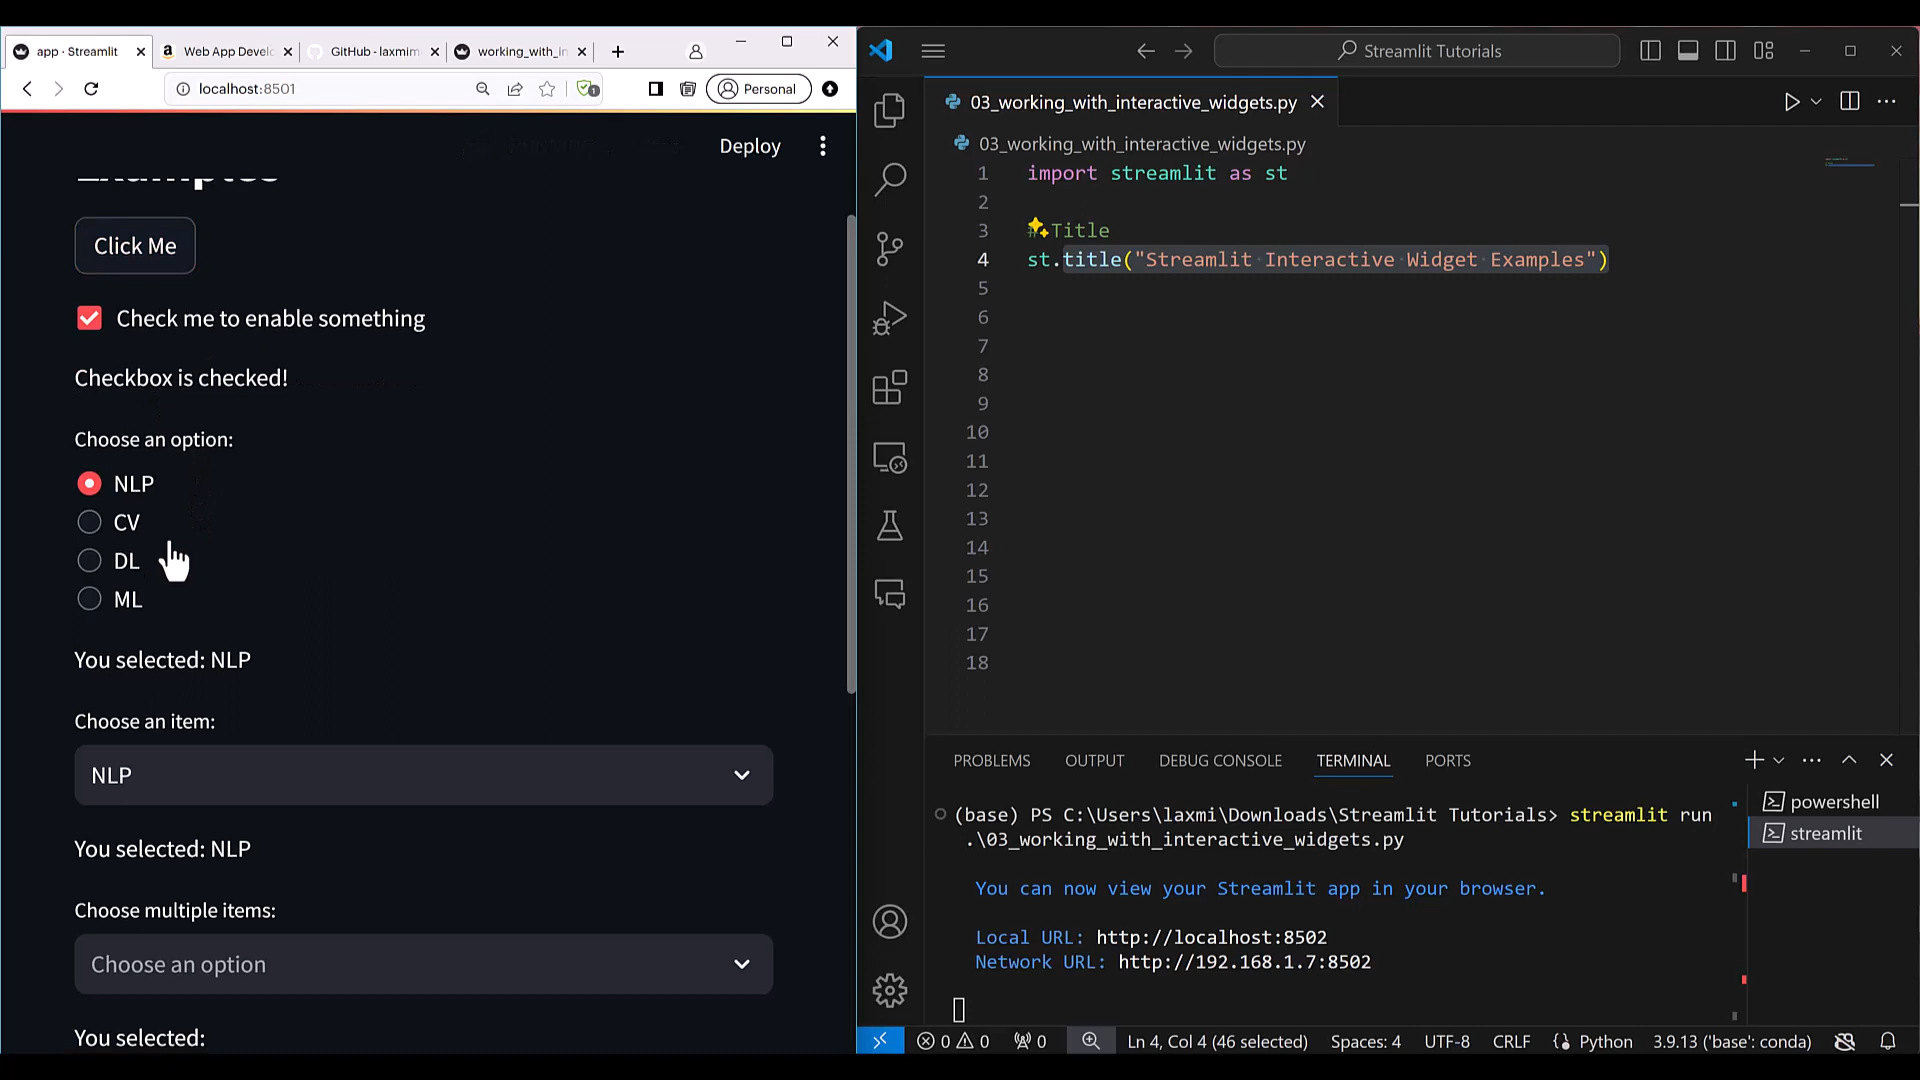 app · Streamlit
Web App Develo
GitHub - laxmim
working_with_in
localhost:8501
Personal
Deploy
Examples
Click Me
Check me to enable something
Checkbox is checked!
Choose an option:
NLP
CV
DL
ML
You selected: NLP
Choose an item:
NLP
You selected: NLP
Choose multiple items:
Choose an option
You selected:
Streamlit Tutorials
03_working_with_interactive_widgets.py
03_working_with_interactive_widgets.py
1 import streamlit as st
2
3 # Title
4 st.title("Streamlit Interactive Widget Examples")
5
6
7
8
9
10
11
12
13
14
15
16
17
18
PROBLEMS OUTPUT DEBUG CONSOLE TERMINAL PORTS
powershell
streamlit
(base) PS C:\Users\laxmi\Downloads\Streamlit Tutorials> streamlit run
.\03_working_with_interactive_widgets.py
You can now view your Streamlit app in your browser.
Local URL: http://localhost:8502
Network URL: http://192.168.1.7:8502
0 0 0 Ln 4, Col 4 (46 selected) Spaces: 4 UTF-8 CRLF Python 3.9.13 ('base': conda)